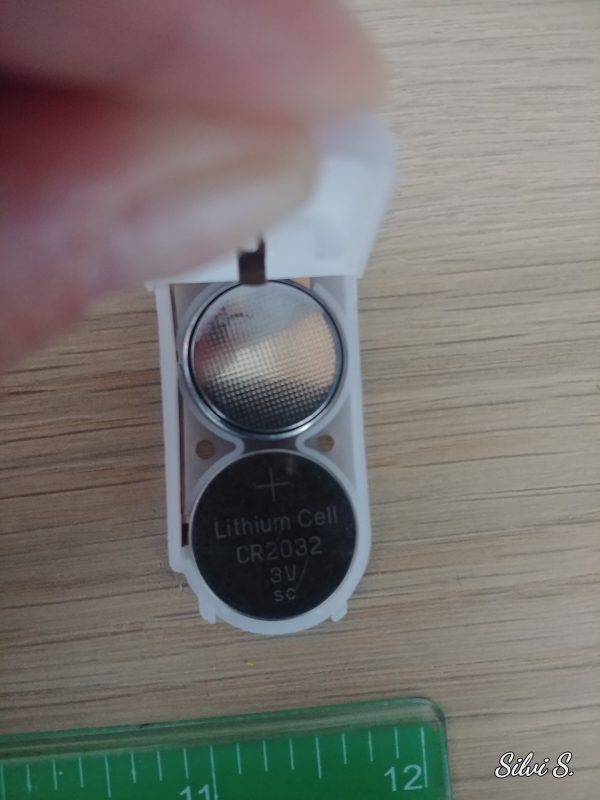 +
Lithium Cell
CR2032
3V
sc
11
12
Silvi S.